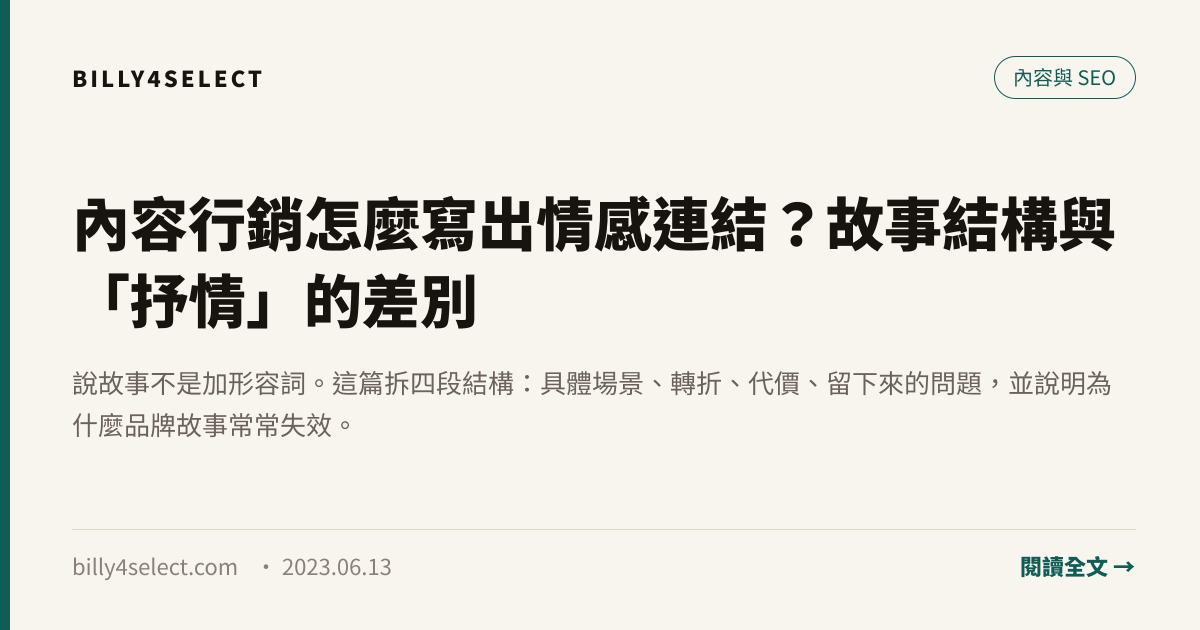 BILLY4SELECT
內容與 SEO
內容行銷怎麼寫出情感連結？故事結構與
「抒情」的差別
說故事不是加形容詞。這篇拆四段結構：具體場景、轉折、代價、留下來的問題，並說明為
什麼品牌故事常常失效。
billy4select.com ・ 2023.06.13
閱讀全文 →